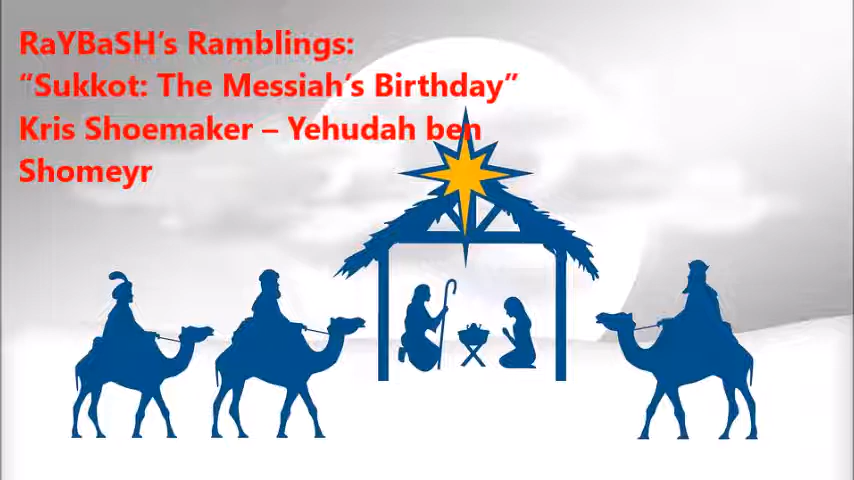 RaYBaSH’s Ramblings:
“Sukkot: The Messiah’s Birthday”
Kris Shoemaker – Yehudah ben
Shomeyr